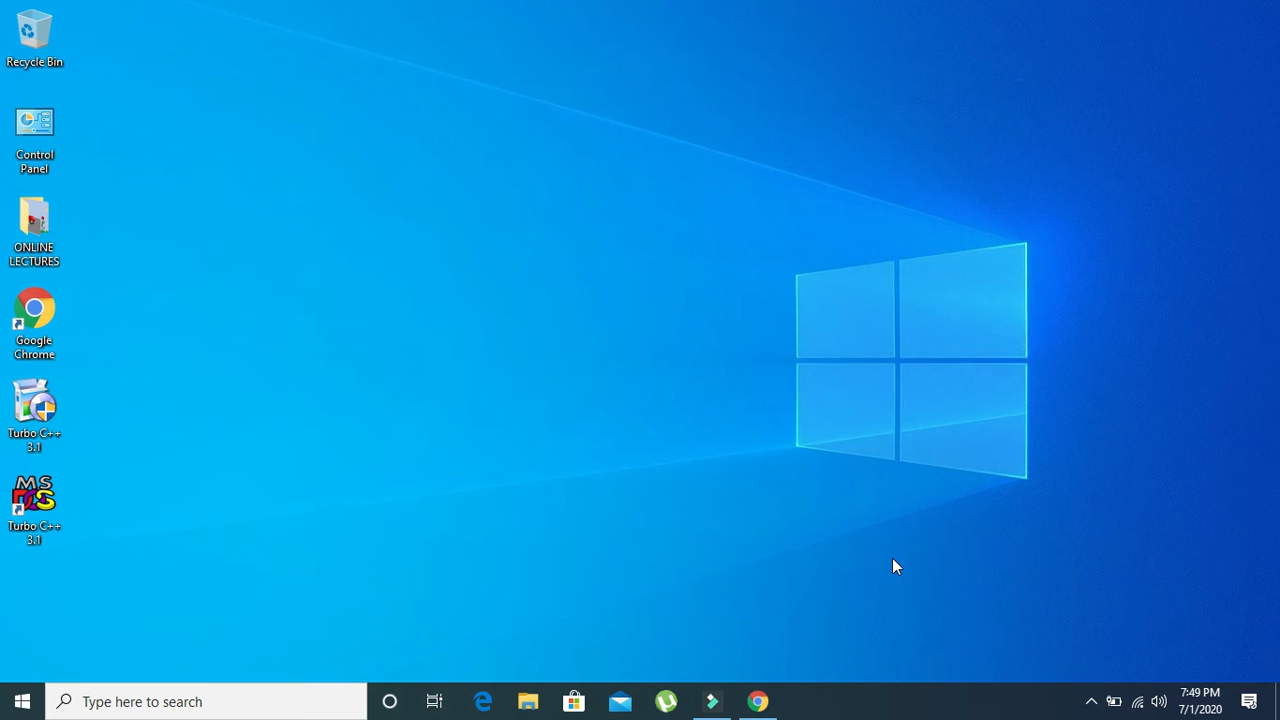 Recycle Bin
Control
Panel
ONLINE
LECTURES
Google
Chrome
Turbo C++
3.1
MS
DOS
Turbo C++
3.1
Type here to search
7:49 PM
7/1/2020